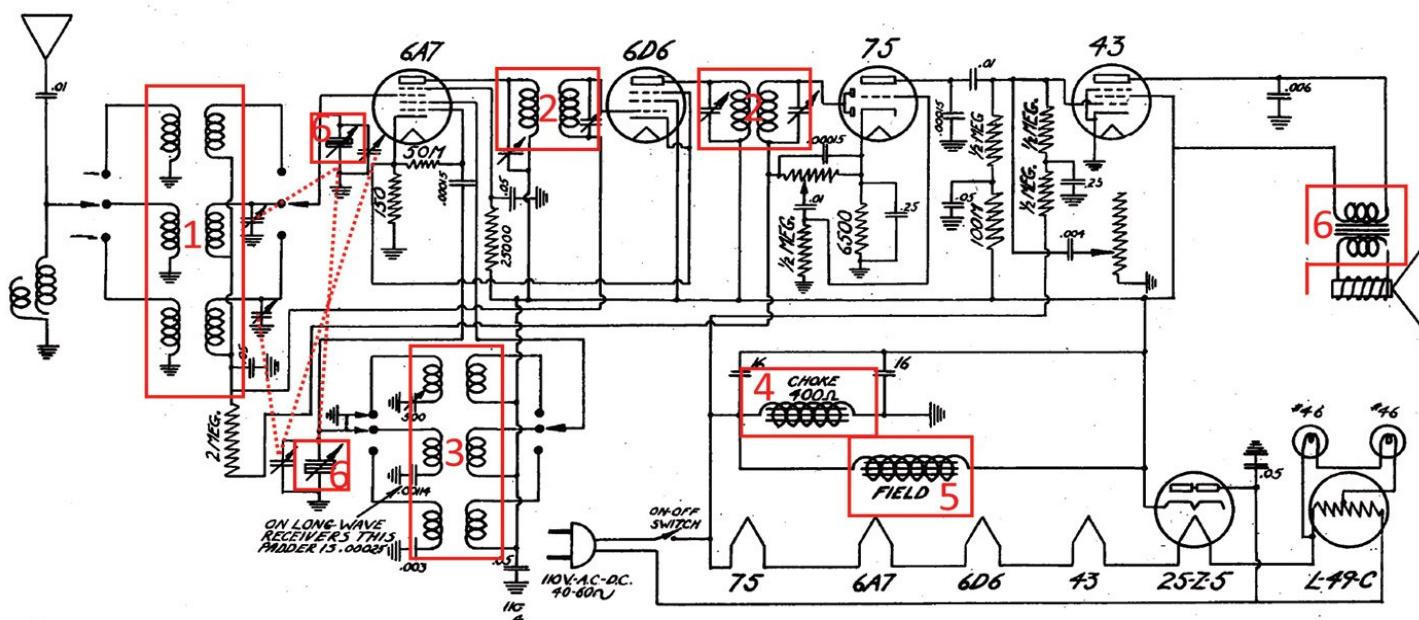 6A7
6D6
75
43
.01
1
6
50M
150
.00015
2
.05
25000
2
.00015
.01
½ MEG.
6500
.25
.00015
.01
½ MEG
.05
100M
½ MEG.
½ MEG.
.25
.004
.006
6
.05
2 MEG.
6
.500
3
.00114
.003
ON LONG-WAVE
RECEIVERS THIS
PADDER IS .00025
.05
110V.-A.C-D.C.
40-60~
ON-OFF
SWITCH
16
16
CHOKE
400Ω
4
FIELD
5
.05
#46
#46
75
6A7
6D6
43
25-Z-5
L-49-C